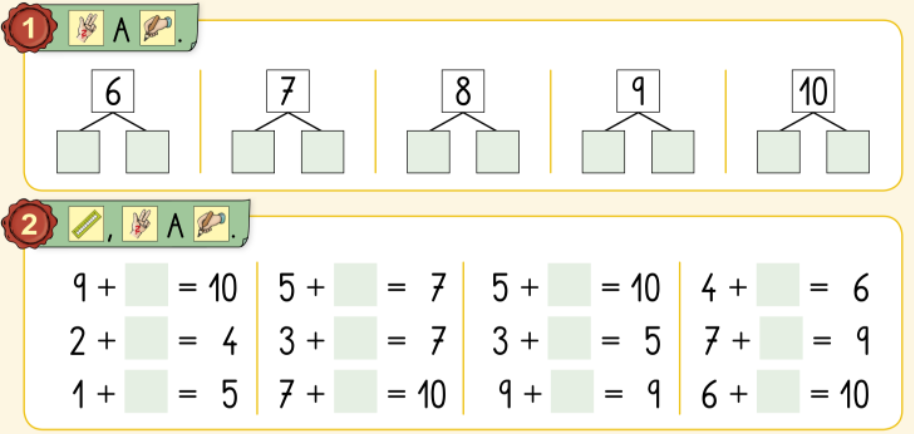 1 A .
6 7 8 9 10
2 , A .
9 + = 10 5 + = 7 5 + = 10 4 + = 6
2 + = 4 3 + = 7 3 + = 5 7 + = 9
1 + = 5 7 + = 10 9 + = 9 6 + = 10